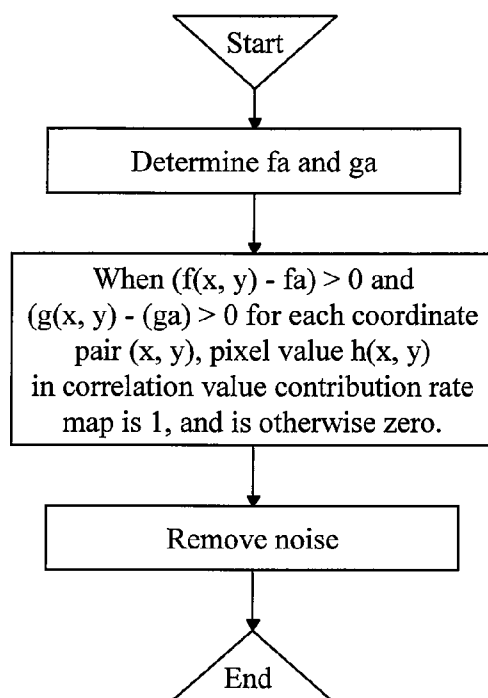 Start
Determine fa and ga
When (f(x, y) - fa) > 0 and
(g(x, y) - (ga) > 0 for each coordinate
pair (x, y), pixel value h(x, y)
in correlation value contribution rate
map is 1, and is otherwise zero.
Remove noise
End